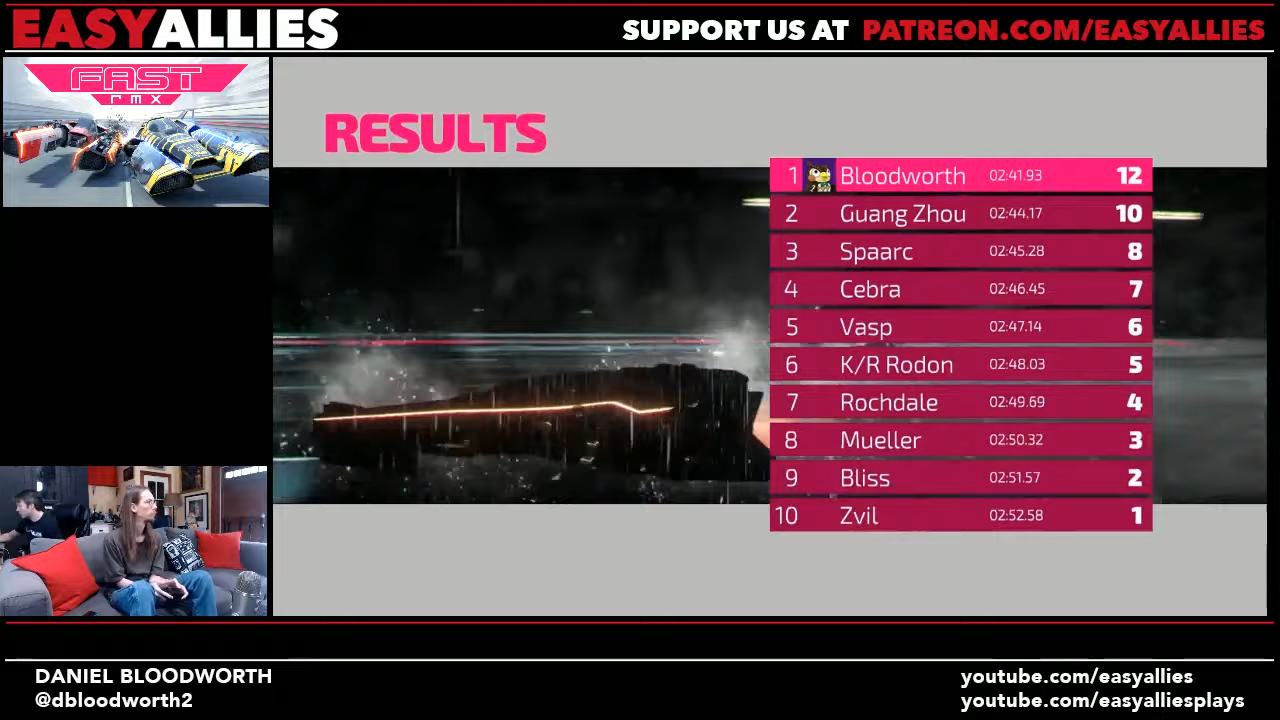 EASYALLIES
SUPPORT US AT PATREON.COM/EASYALLIES
FAST
rmx
RESULTS
1 Bloodworth 02:41.93 12
2 Guang Zhou 02:44.17 10
3 Spaarc 02:45.28 8
4 Cebra 02:46.45 7
5 Vasp 02:47.14 6
6 K/R Rodon 02:48.03 5
7 Rochdale 02:49.69 4
8 Mueller 02:50.32 3
9 Bliss 02:51.57 2
10 Zvil 02:52.58 1
DANIEL BLOODWORTH
@dbloodworth2
youtube.com/easyallies
youtube.com/easyalliesplays